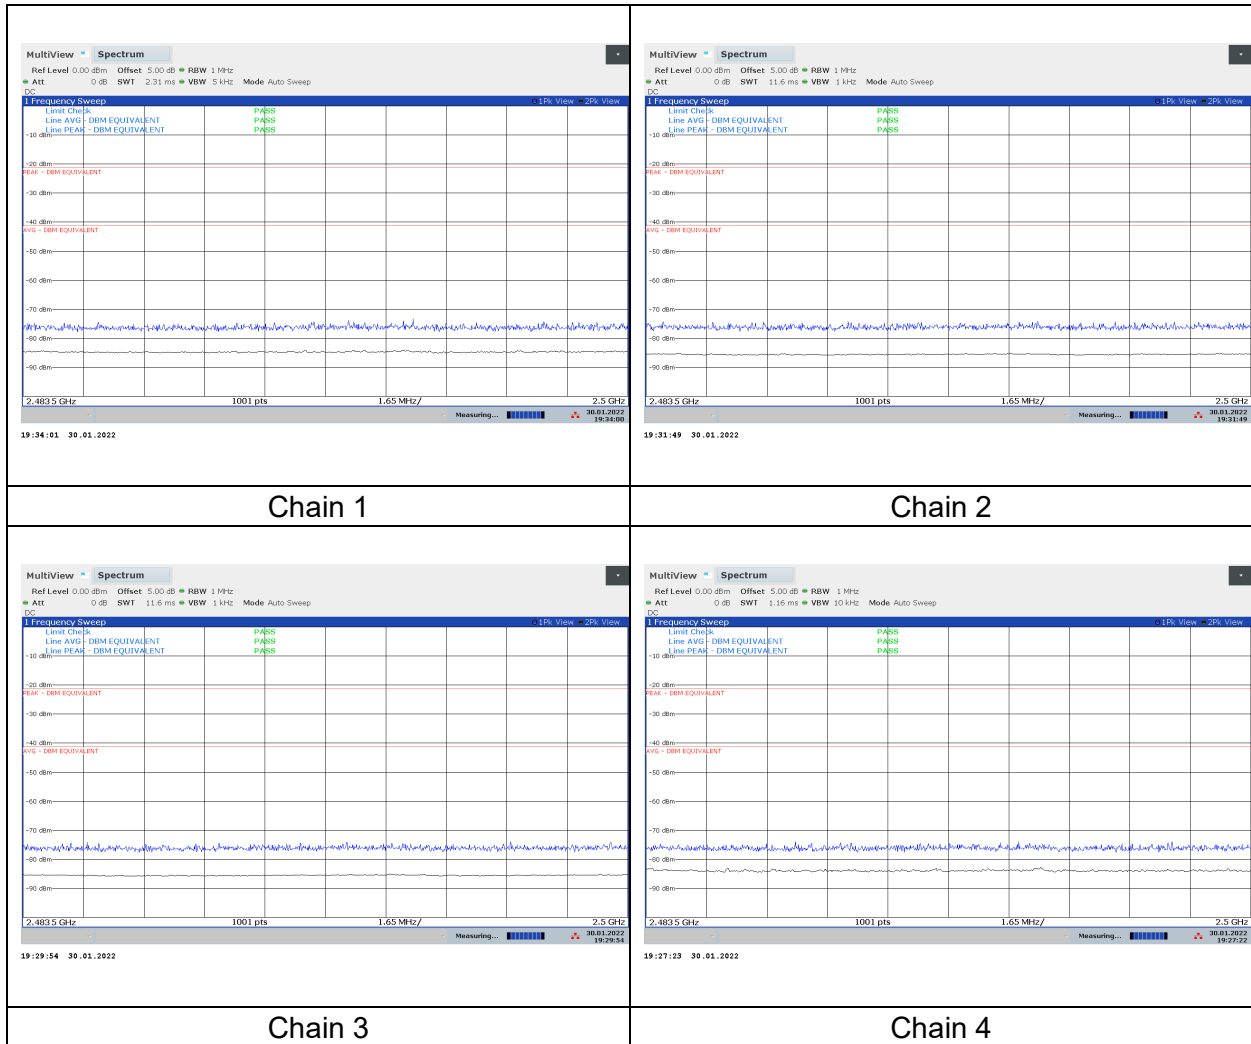 MultiView Spectrum
Ref Level 0.00 dBm Offset 5.00 dB RBW 1 MHz
Att 0 dB SWT 2.31 ms VBW 5 kHz Mode Auto Sweep
DC
1 Frequency Sweep 1Pk View 2Pk View
Limit Check PASS
Line AVG - DBM EQUIVALENT PASS
Line PEAK - DBM EQUIVALENT PASS
-10 dBm
-20 dBm
PEAK - DBM EQUIVALENT
-30 dBm
-40 dBm
AVG - DBM EQUIVALENT
-50 dBm
-60 dBm
-70 dBm
-80 dBm
-90 dBm
2.4835 GHz 1001 pts 1.65 MHz/ 2.5 GHz
Measuring... 30.01.2022
19:34:00
19:34:01 30.01.2022
Chain 1
MultiView Spectrum
Ref Level 0.00 dBm Offset 5.00 dB RBW 1 MHz
Att 0 dB SWT 11.6 ms VBW 1 kHz Mode Auto Sweep
DC
1 Frequency Sweep 1Pk View 2Pk View
Limit Check PASS
Line AVG - DBM EQUIVALENT PASS
Line PEAK - DBM EQUIVALENT PASS
-10 dBm
-20 dBm
PEAK - DBM EQUIVALENT
-30 dBm
-40 dBm
AVG - DBM EQUIVALENT
-50 dBm
-60 dBm
-70 dBm
-80 dBm
-90 dBm
2.4835 GHz 1001 pts 1.65 MHz/ 2.5 GHz
Measuring... 30.01.2022
19:31:49
19:31:49 30.01.2022
Chain 2
MultiView Spectrum
Ref Level 0.00 dBm Offset 5.00 dB RBW 1 MHz
Att 0 dB SWT 11.6 ms VBW 1 kHz Mode Auto Sweep
DC
1 Frequency Sweep 1Pk View 2Pk View
Limit Check PASS
Line AVG - DBM EQUIVALENT PASS
Line PEAK - DBM EQUIVALENT PASS
-10 dBm
-20 dBm
PEAK - DBM EQUIVALENT
-30 dBm
-40 dBm
AVG - DBM EQUIVALENT
-50 dBm
-60 dBm
-70 dBm
-80 dBm
-90 dBm
2.4835 GHz 1001 pts 1.65 MHz/ 2.5 GHz
Measuring... 30.01.2022
19:29:54
19:29:54 30.01.2022
Chain 3
MultiView Spectrum
Ref Level 0.00 dBm Offset 5.00 dB RBW 1 MHz
Att 0 dB SWT 1.16 ms VBW 10 kHz Mode Auto Sweep
DC
1 Frequency Sweep 1Pk View 2Pk View
Limit Check PASS
Line AVG - DBM EQUIVALENT PASS
Line PEAK - DBM EQUIVALENT PASS
-10 dBm
-20 dBm
PEAK - DBM EQUIVALENT
-30 dBm
-40 dBm
AVG - DBM EQUIVALENT
-50 dBm
-60 dBm
-70 dBm
-80 dBm
-90 dBm
2.4835 GHz 1001 pts 1.65 MHz/ 2.5 GHz
Measuring... 30.01.2022
19:27:22
19:27:23 30.01.2022
Chain 4